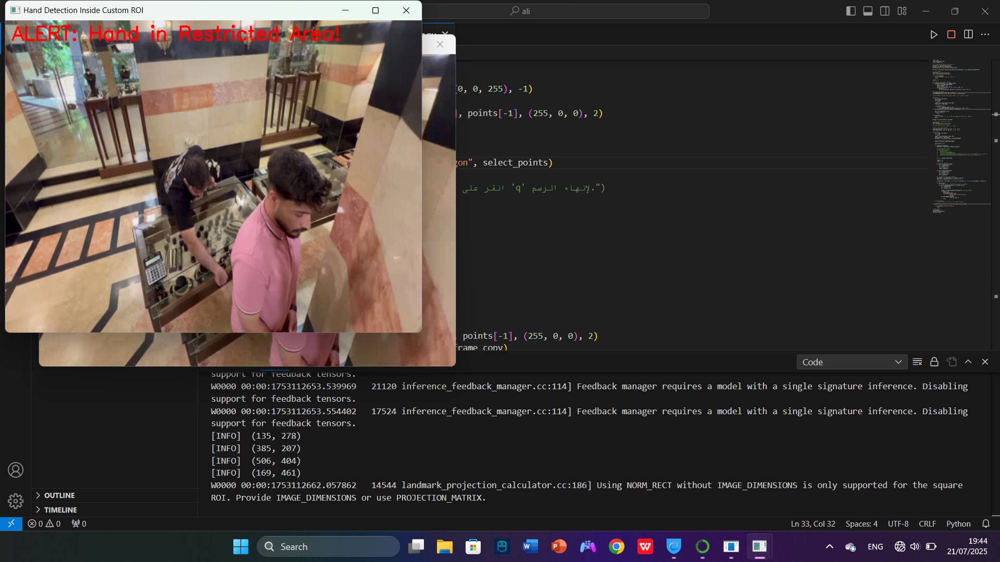 Hand Detection Inside Custom ROI
ali
ALERT: Hand in Restricted Area!
0, 0, 255), -1)
, points[-1], (255, 0, 0), 2)
gon", select_points)
انقر على 'q' لإنهاء الرسم.")
points[-1], (255, 0, 0), 2)
frame_copy)
Code
support for feedback tensors.
W0000 00:00:1753112653.539969 21120 inference_feedback_manager.cc:114] Feedback manager requires a model with a single signature inference. Disabling
support for feedback tensors.
W0000 00:00:1753112653.554402 17524 inference_feedback_manager.cc:114] Feedback manager requires a model with a single signature inference. Disabling
support for feedback tensors.
[INFO] (135, 278)
[INFO] (385, 207)
[INFO] (506, 404)
[INFO] (169, 461)
W0000 00:00:1753112662.057862 14544 landmark_projection_calculator.cc:186] Using NORM_RECT without IMAGE_DIMENSIONS is only supported for the square
ROI. Provide IMAGE_DIMENSIONS or use PROJECTION_MATRIX.
OUTLINE
TIMELINE
0 0 0
Ln 33, Col 32 Spaces: 4 UTF-8 CRLF Python
Search
ENG
19:44
21/07/2025